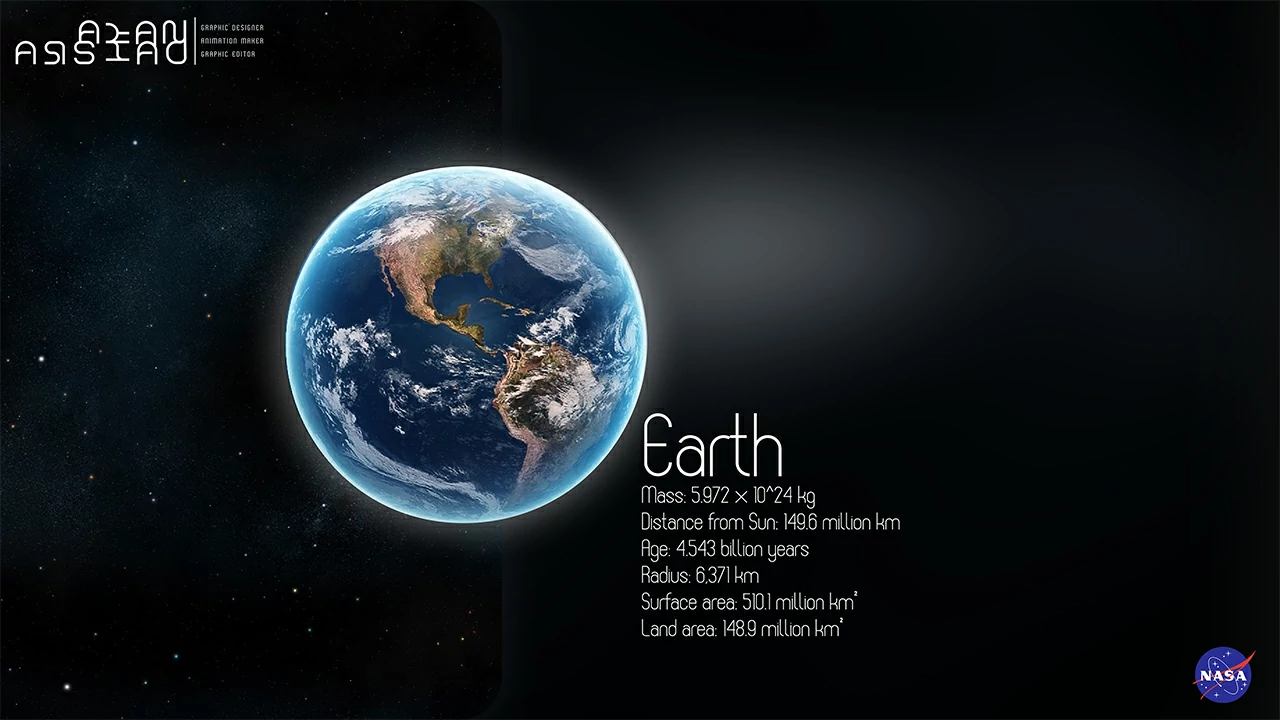 GRAPHIC DESIGNER
ANIMATION MAKER
GRAPHIC EDITOR
Earth
Mass: 5.972 × 10^24 kg
Distance from Sun: 149.6 million km
Age: 4.543 billion years
Radius: 6,371 km
Surface area: 510.1 million km²
Land area: 148.9 million km²
NASA